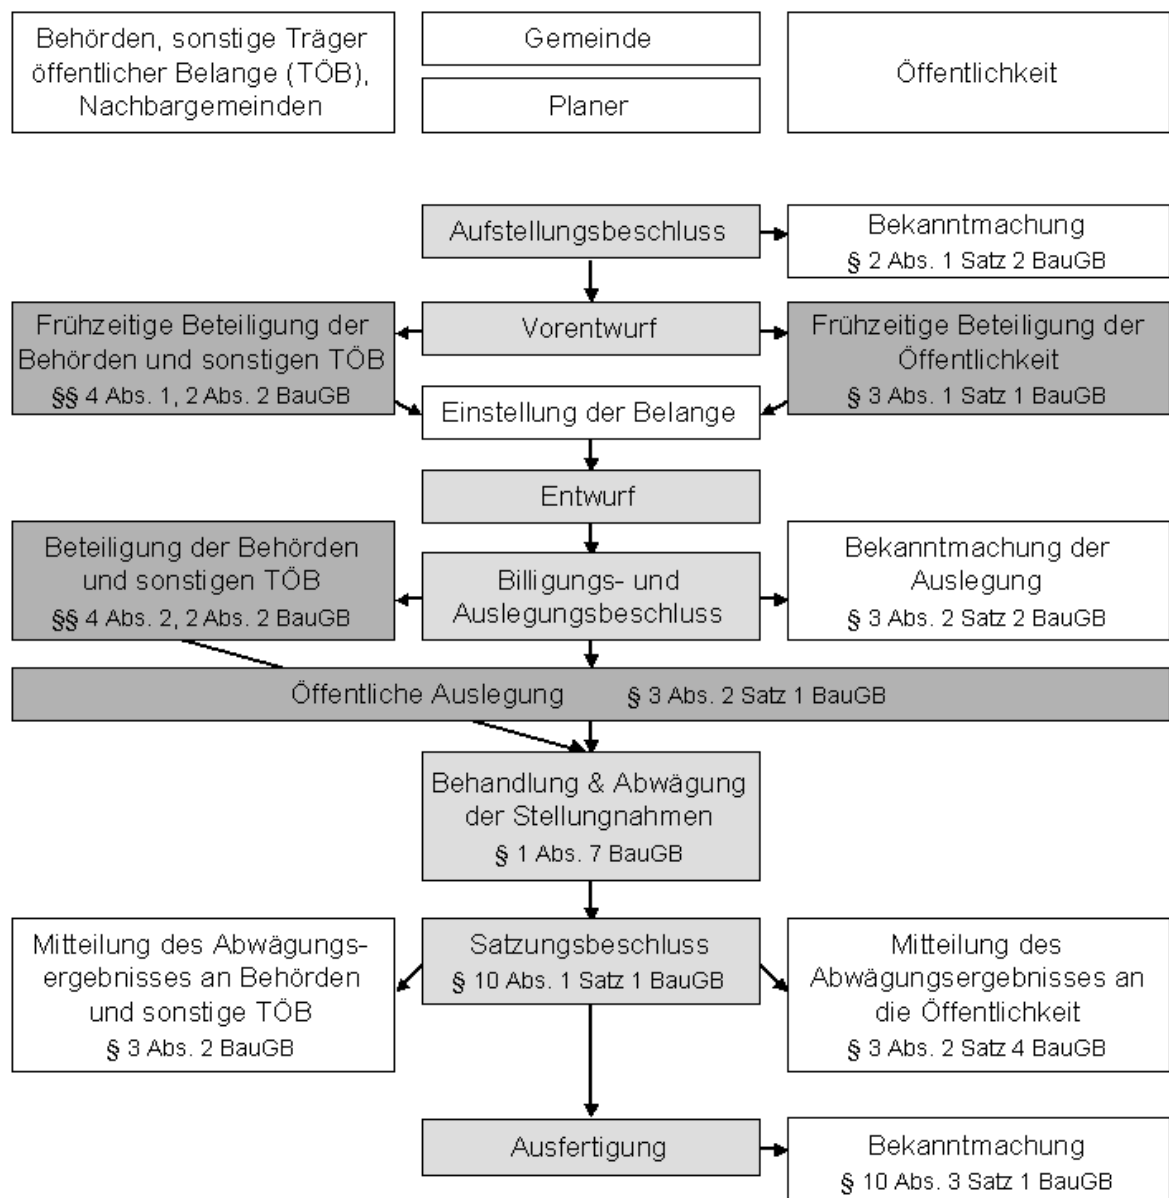 Behörden, sonstige Träger
öffentlicher Belange (TÖB),
Nachbargemeinden
Gemeinde
Planer
Öffentlichkeit
Aufstellungsbeschluss
Bekanntmachung
§ 2 Abs. 1 Satz 2 BauGB
Frühzeitige Beteiligung der
Behörden und sonstigen TÖB
§§ 4 Abs. 1, 2 Abs. 2 BauGB
Vorentwurf
Frühzeitige Beteiligung der
Öffentlichkeit
§ 3 Abs. 1 Satz 1 BauGB
Einstellung der Belange
Entwurf
Beteiligung der Behörden
und sonstigen TÖB
§§ 4 Abs. 2, 2 Abs. 2 BauGB
Billigungs- und
Auslegungsbeschluss
Bekanntmachung der
Auslegung
§ 3 Abs. 2 Satz 2 BauGB
Öffentliche Auslegung § 3 Abs. 2 Satz 1 BauGB
Behandlung & Abwägung
der Stellungnahmen
§ 1 Abs. 7 BauGB
Mitteilung des Abwägungs-
ergebnisses an Behörden
und sonstige TÖB
§ 3 Abs. 2 BauGB
Satzungsbeschluss
§ 10 Abs. 1 Satz 1 BauGB
Mitteilung des
Abwägungsergebnisses an
die Öffentlichkeit
§ 3 Abs. 2 Satz 4 BauGB
Ausfertigung
Bekanntmachung
§ 10 Abs. 3 Satz 1 BauGB